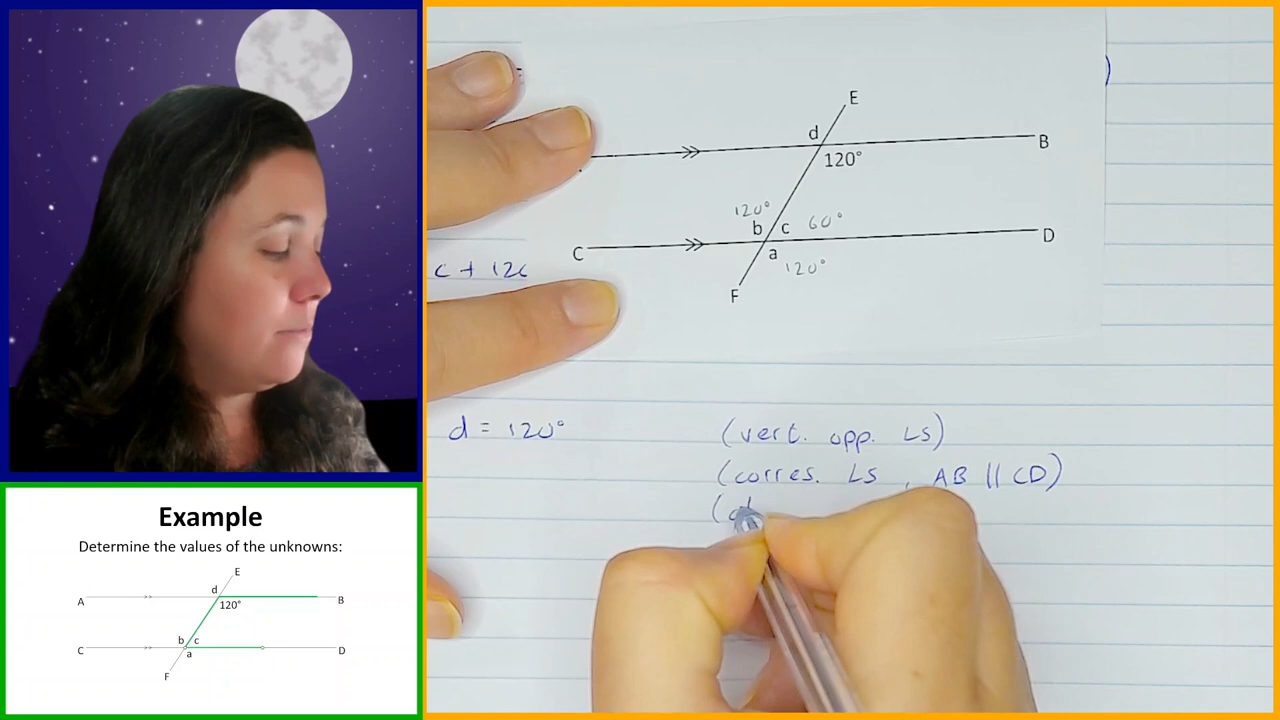 E
d
B
120°
120°
b c 60°
C
D
a
120°
F
c + 12
d = 120° (vert. opp. ∠s)
(corres. ∠s , AB || CD)
(
Example
Determine the values of the unknowns:
E
d
A
B
120°
b c
C
D
a
F